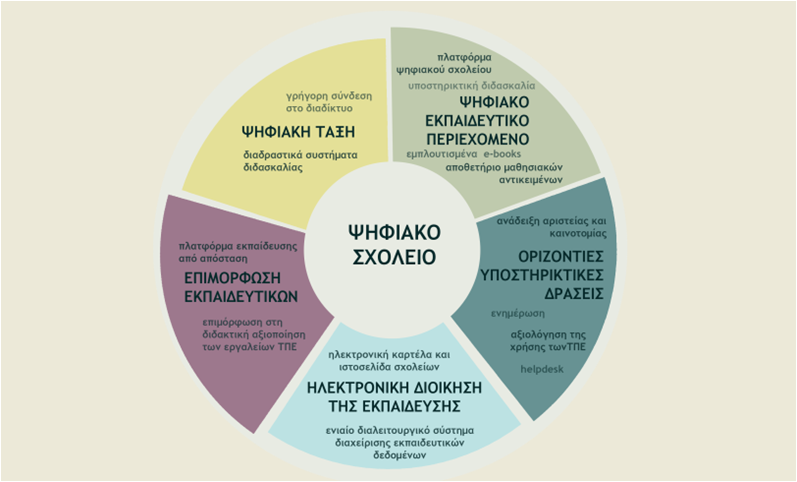 πλατφόρμα
ψηφιακού σχολείου
υποστηρικτική διδασκαλία
ΨΗΦΙΑΚΟ
ΕΚΠΑΙΔΕΥΤΙΚΟ
ΠΕΡΙΕΧΟΜΕΝΟ
εμπλουτισμένα e-books
αποθετήριο μαθησιακών
αντικειμένων
γρήγορη σύνδεση
στο διαδίκτυο
ΨΗΦΙΑΚΗ ΤΑΞΗ
διαδραστικά συστήματα
διδασκαλίας
ΨΗΦΙΑΚΟ
ΣΧΟΛΕΙΟ
ανάδειξη αριστείας και
καινοτομίας
ΟΡΙΖΟΝΤΙΕΣ
ΥΠΟΣΤΗΡΙΚΤΙΚΕΣ
ΔΡΑΣΕΙΣ
ενημέρωση
αξιολόγηση της
χρήσης τωνΤΠΕ
helpdesk
πλατφόρμα εκπαίδευσης
από απόσταση
ΕΠΙΜΟΡΦΩΣΗ
ΕΚΠΑΙΔΕΥΤΙΚΩΝ
επιμόρφωση στη
διδακτική αξιοποίηση
των εργαλείων ΤΠΕ
ηλεκτρονική καρτέλα και
ιστοσελίδα σχολείων
ΗΛΕΚΤΡΟΝΙΚΗ ΔΙΟΙΚΗΣΗ
ΤΗΣ ΕΚΠΑΙΔΕΥΣΗΣ
ενιαίο διαλειτουργικό σύστημα
διαχείρισης εκπαιδευτικών
δεδομένων